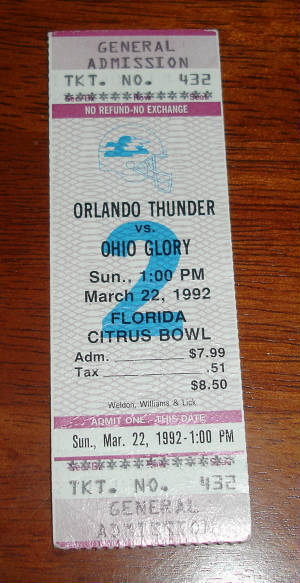 GENERAL
ADMISSION
TKT. NO. 432
NO REFUND-NO EXCHANGE
2
ORLANDO THUNDER
vs.
OHIO GLORY
Sun., 1:00 PM
March 22, 1992
FLORIDA
CITRUS BOWL
Adm. $7.99
Tax .51
$8.50
Weldon, Williams & Lick
ADMIT ONE - THIS DATE
Sun., Mar. 22, 1992-1:00 PM
TKT. NO. 432
GENERAL
ADMISSION